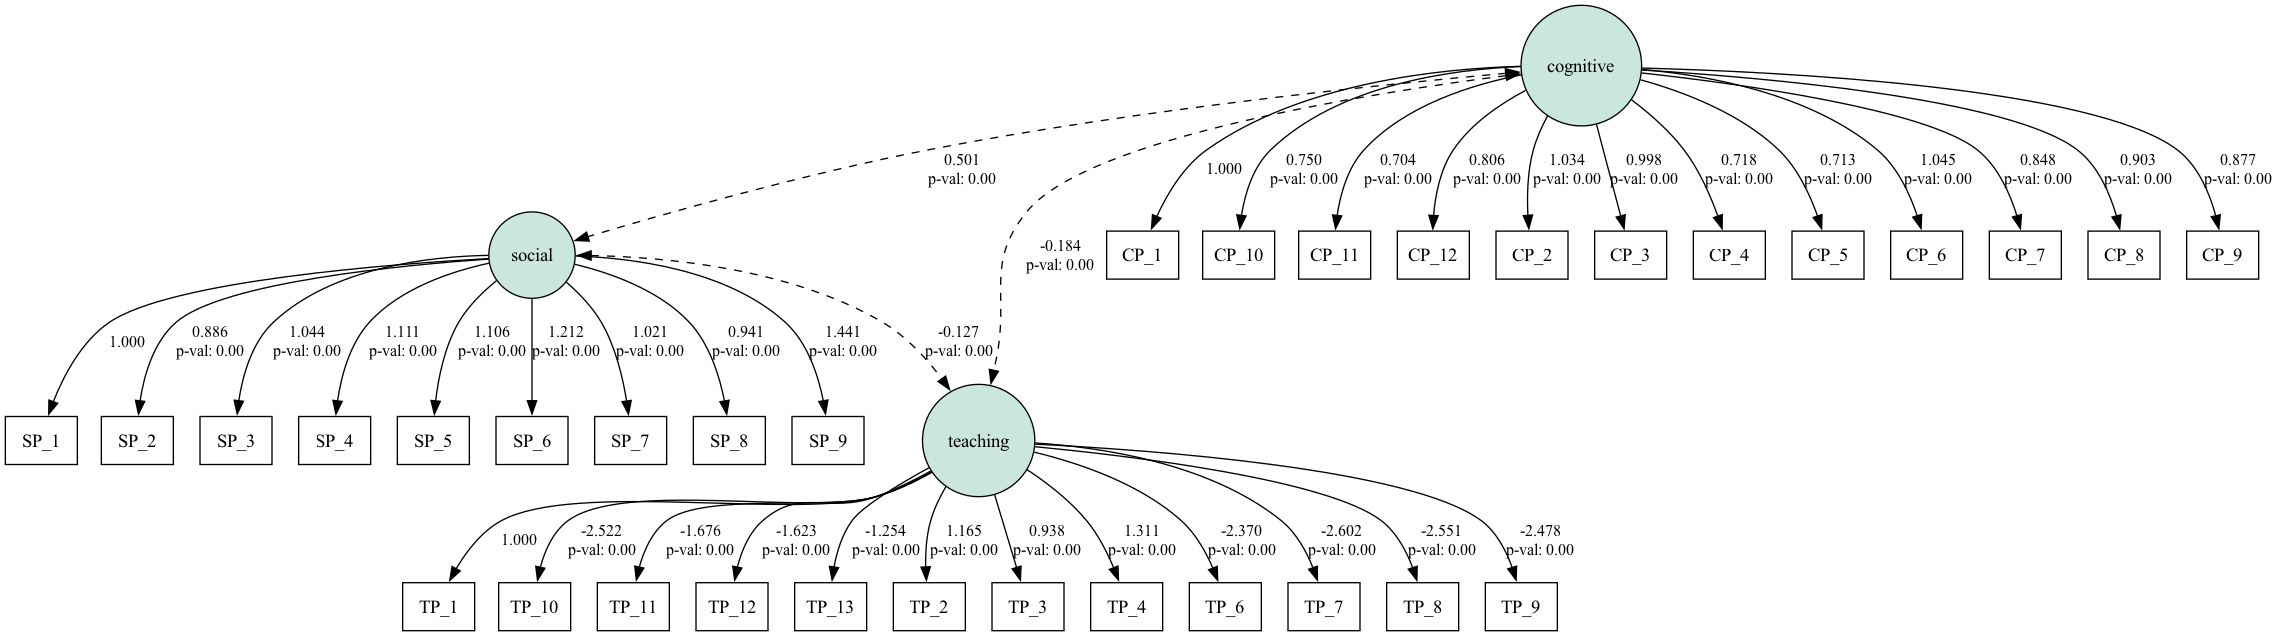 cognitive
0.501
p-val: 0.00
1.000
0.750
p-val: 0.00
0.704
p-val: 0.00
0.806
p-val: 0.00
1.034
p-val: 0.00
0.998
p-val: 0.00
0.718
p-val: 0.00
0.713
p-val: 0.00
1.045
p-val: 0.00
0.848
p-val: 0.00
0.903
p-val: 0.00
0.877
p-val: 0.00
social
-0.184
p-val: 0.00
CP_1
CP_10
CP_11
CP_12
CP_2
CP_3
CP_4
CP_5
CP_6
CP_7
CP_8
CP_9
1.000
0.886
p-val: 0.00
1.044
p-val: 0.00
1.111
p-val: 0.00
1.106
p-val: 0.00
1.212
p-val: 0.00
1.021
p-val: 0.00
0.941
p-val: 0.00
1.441
p-val: 0.00
-0.127
p-val: 0.00
SP_1
SP_2
SP_3
SP_4
SP_5
SP_6
SP_7
SP_8
SP_9
teaching
1.000
-2.522
p-val: 0.00
-1.676
p-val: 0.00
-1.623
p-val: 0.00
-1.254
p-val: 0.00
1.165
p-val: 0.00
0.938
p-val: 0.00
1.311
p-val: 0.00
-2.370
p-val: 0.00
-2.602
p-val: 0.00
-2.551
p-val: 0.00
-2.478
p-val: 0.00
TP_1
TP_10
TP_11
TP_12
TP_13
TP_2
TP_3
TP_4
TP_6
TP_7
TP_8
TP_9